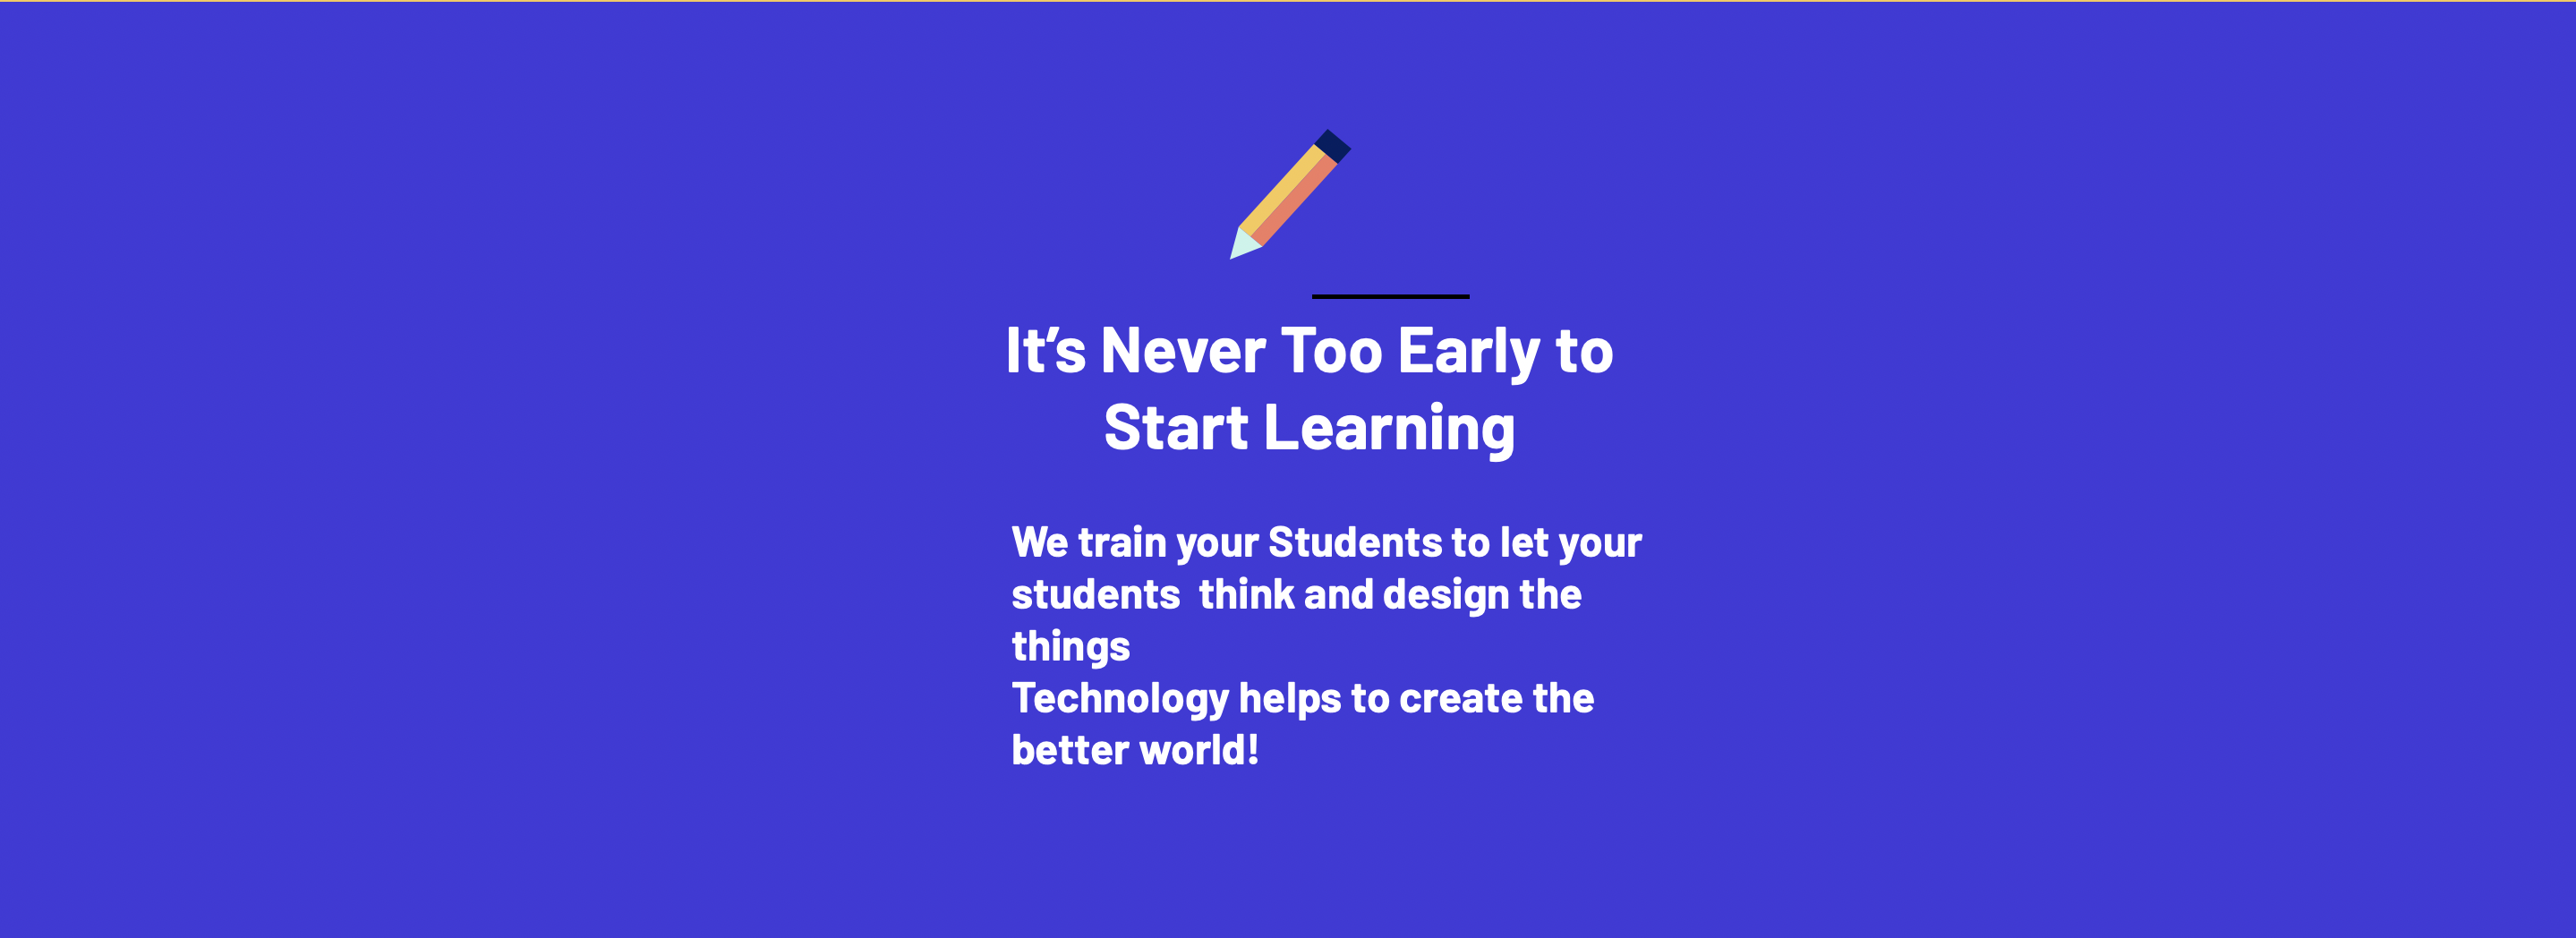 It’s Never Too Early to
Start Learning
We train your Students to let your
students  think and design the
things
Technology helps to create the
better world!